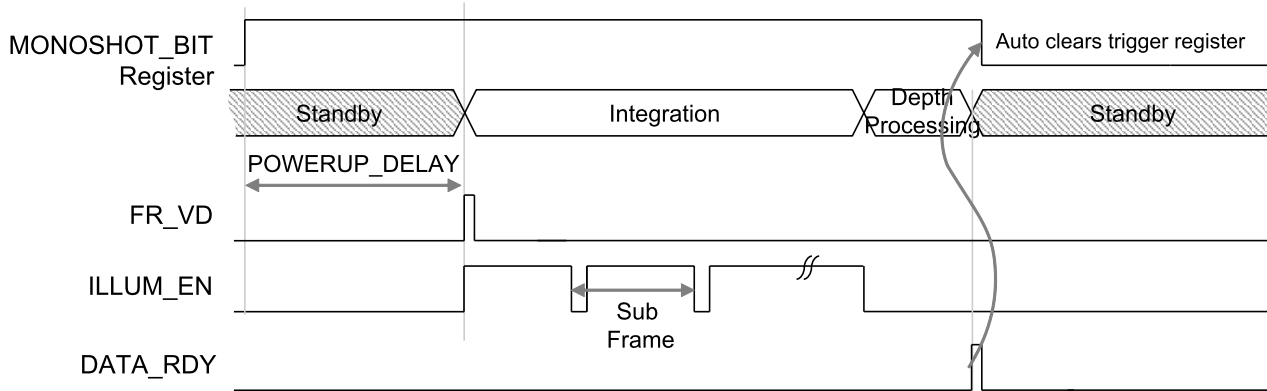 MONOSHOT_BIT
Register
Auto clears trigger register
Standby
Integration
Depth
Processing
Standby
POWERUP_DELAY
FR_VD
ILLUM_EN
Sub
Frame
DATA_RDY